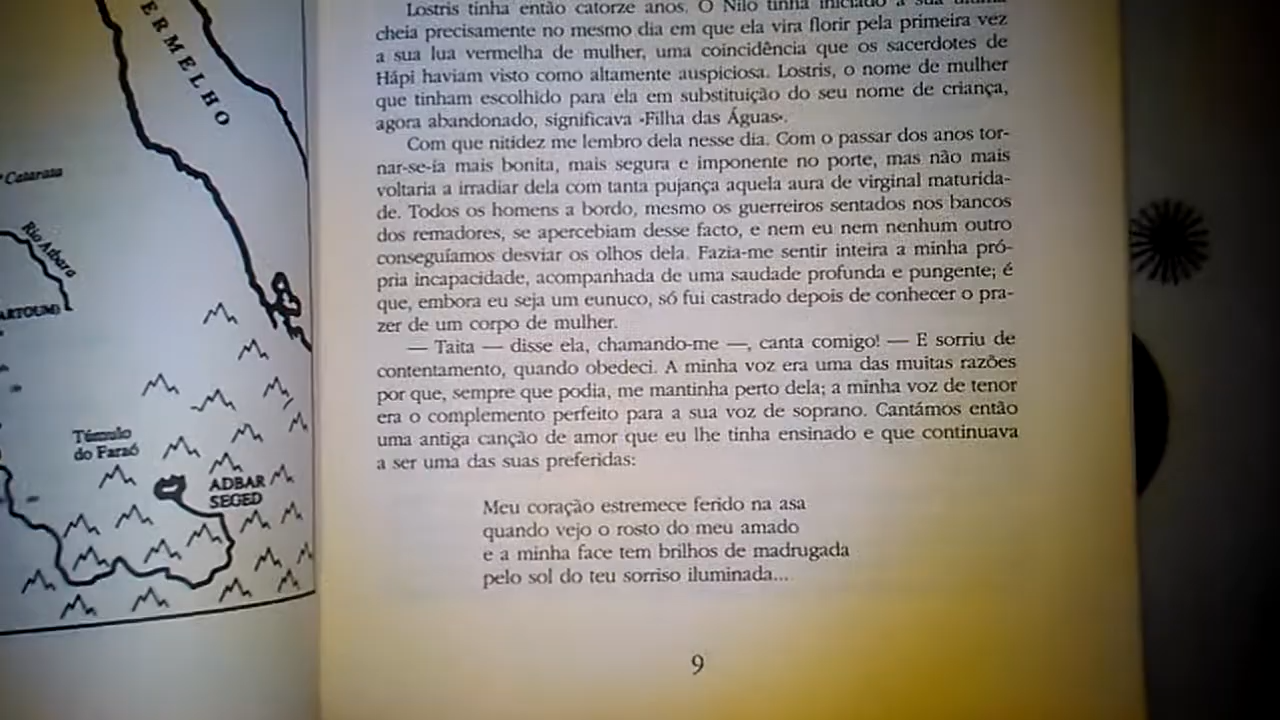 ERMELHO
Catarata
Rio Atbara
ARTOUM)
Túmulo
do Faraó
ADBAR
SEGED
Lostris tinha então catorze anos. O Nilo tinha iniciado a sua última
cheia precisamente no mesmo dia em que ela vira florir pela primeira vez
a sua lua vermelha de mulher, uma coincidência que os sacerdotes de
Hápi haviam visto como altamente auspiciosa. Lostris, o nome de mulher
que tinham escolhido para ela em substituição do seu nome de criança,
agora abandonado, significava «Filha das Águas».
Com que nitidez me lembro dela nesse dia. Com o passar dos anos tor-
nar-se-ia mais bonita, mais segura e imponente no porte, mas não mais
voltaria a irradiar dela com tanta pujança aquela aura de virginal maturida-
de. Todos os homens a bordo, mesmo os guerreiros sentados nos bancos
dos remadores, se apercebiam desse facto, e nem eu nem nenhum outro
conseguíamos desviar os olhos dela. Fazia-me sentir inteira a minha pró-
pria incapacidade, acompanhada de uma saudade profunda e pungente; é
que, embora eu seja um eunuco, só fui castrado depois de conhecer o pra-
zer de um corpo de mulher.
— Taita — disse ela, chamando-me —, canta comigo! — E sorriu de
contentamento, quando obedeci. A minha voz era uma das muitas razões
por que, sempre que podia, me mantinha perto dela; a minha voz de tenor
era o complemento perfeito para a sua voz de soprano. Cantámos então
uma antiga canção de amor que eu lhe tinha ensinado e que continuava
a ser uma das suas preferidas:
Meu coração estremece ferido na asa
quando vejo o rosto do meu amado
e a minha face tem brilhos de madrugada
pelo sol do teu sorriso iluminada...
9